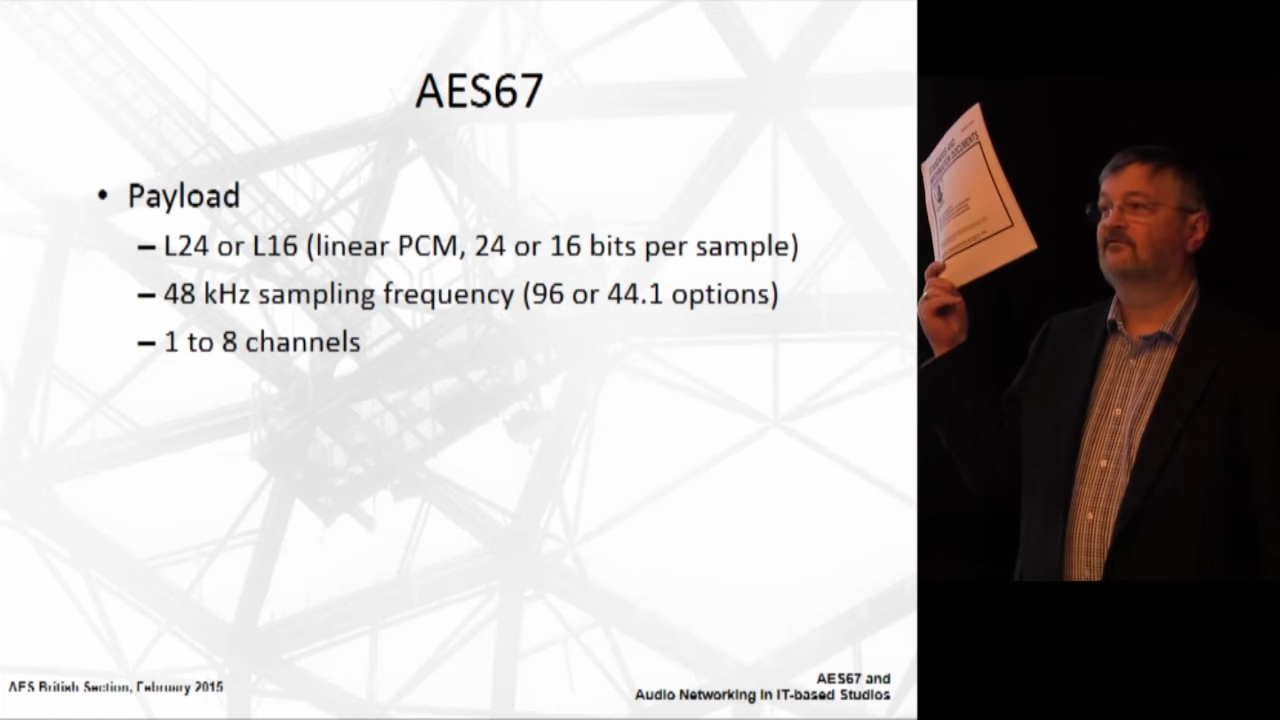 AES67
• Payload
– L24 or L16 (linear PCM, 24 or 16 bits per sample)
– 48 kHz sampling frequency (96 or 44.1 options)
– 1 to 8 channels
AES British Section, February 2015
AES67 and
Audio Networking in IT-based Studios